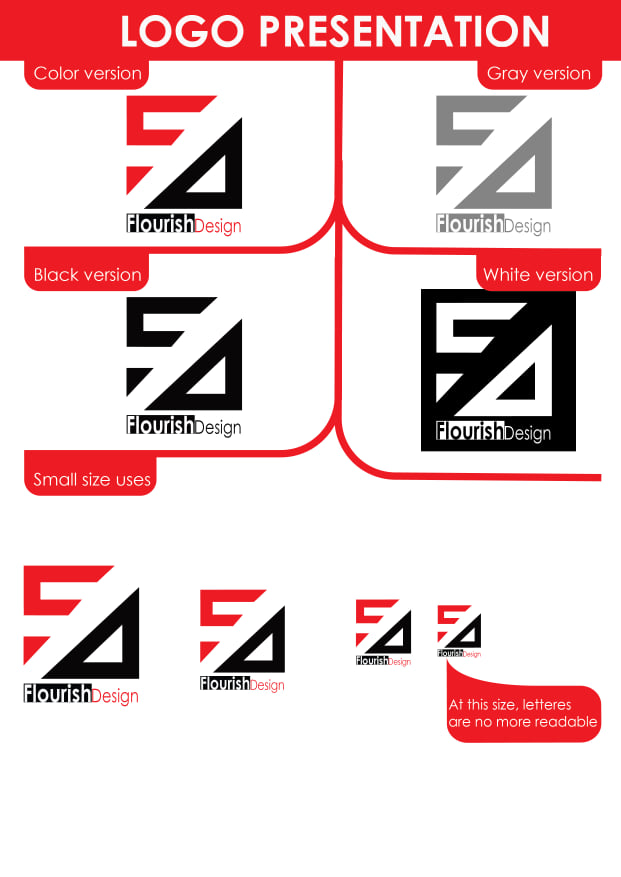 LOGO PRESENTATION
Color version
Gray version
FlourishDesign
FlourishDesign
Black version
White version
FlourishDesign
FlourishDesign
Small size uses
FlourishDesign
FlourishDesign
FlourishDesign
FlourishDesign
At this size, letteres
are no more readable